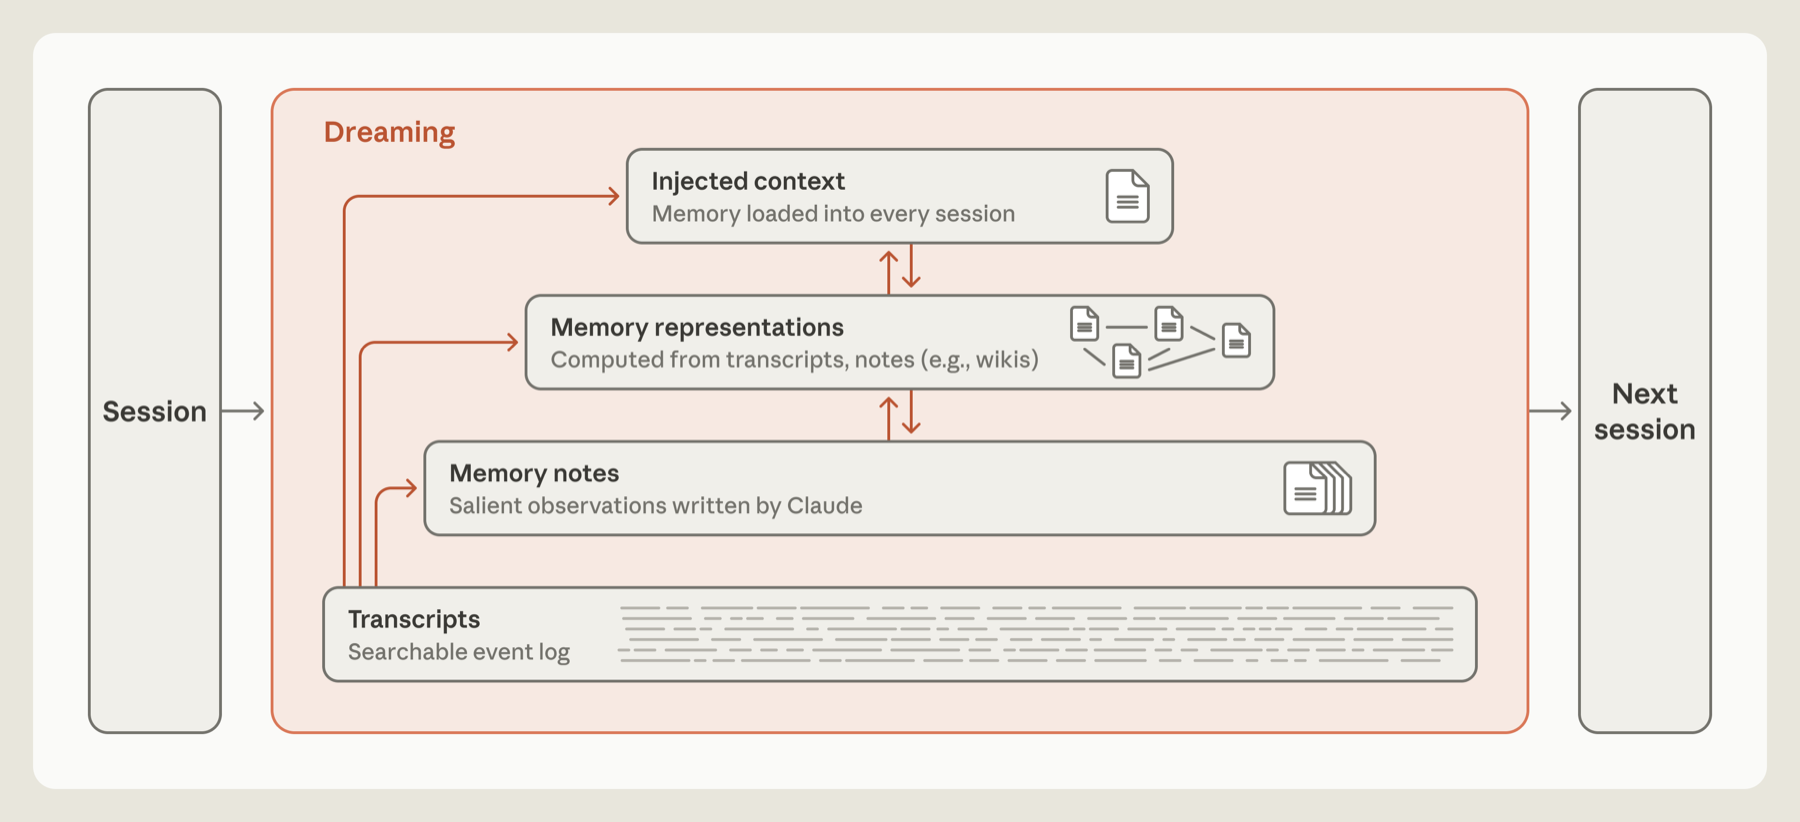 Session
Dreaming
Injected context
Memory loaded into every session
Memory representations
Computed from transcripts, notes (e.g., wikis)
Memory notes
Salient observations written by Claude
Transcripts
Searchable event log
Next
session